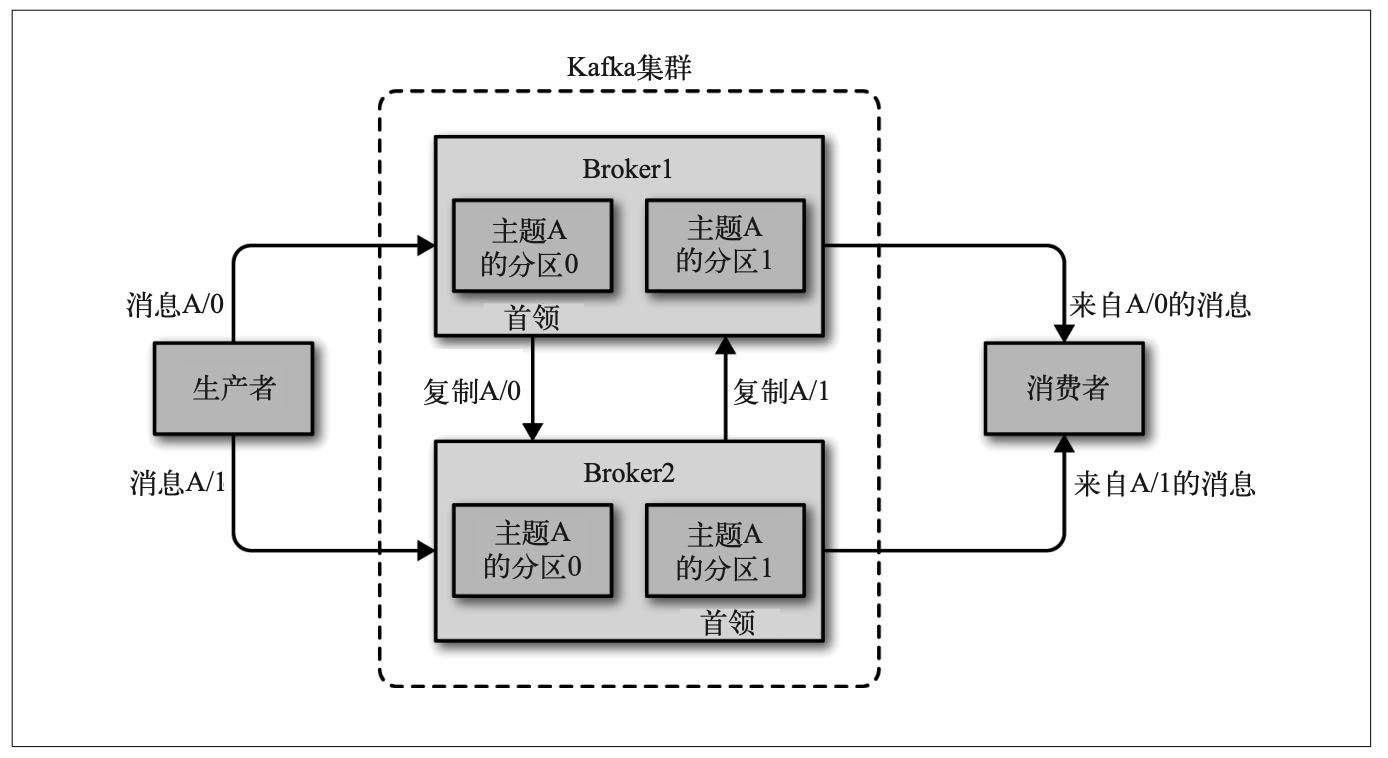 Kafka集群
Broker1
主题A
的分区0
主题A
的分区1
首领
消息A/0
来自A/0的消息
生产者
复制A/0
复制A/1
消费者
消息A/1
来自A/1的消息
Broker2
主题A
的分区0
主题A
的分区1
首领